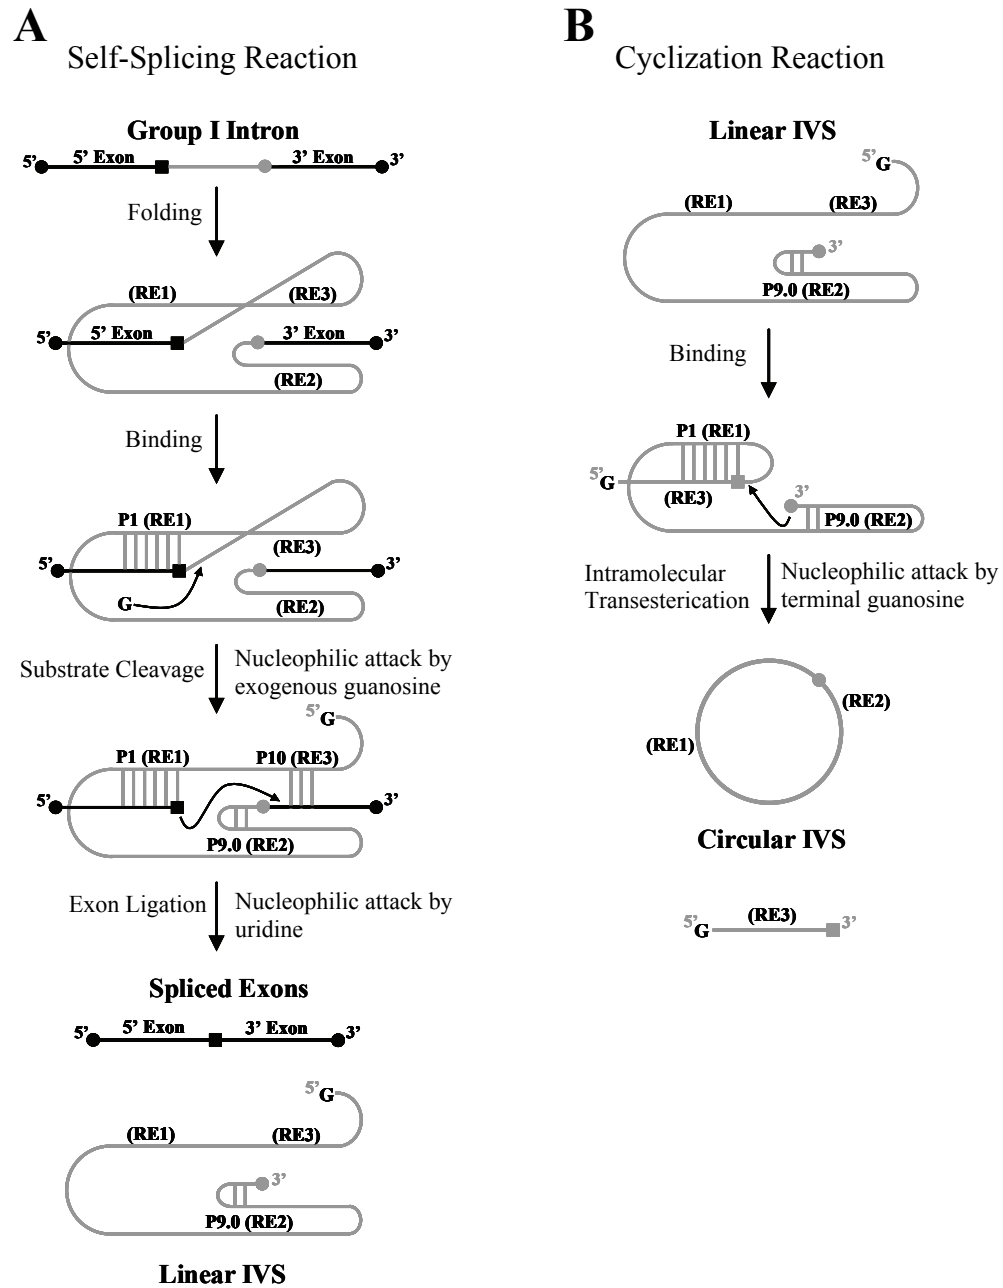 A
Self-Splicing Reaction
Group I Intron
5’ 5’ Exon 3’ Exon 3’
Folding
(RE1) (RE3)
5’ 5’ Exon 3’ Exon 3’
(RE2)
Binding
P1 (RE1)
(RE3)
5’ 3’
G (RE2)
Substrate Cleavage
Nucleophilic attack by
exogenous guanosine
5’G
P1 (RE1) P10 (RE3)
5’ 3’
P9.0 (RE2)
Exon Ligation
Nucleophilic attack by
uridine
Spliced Exons
5’ 5’ Exon 3’ Exon 3’
5’G
(RE1) (RE3)
3’
P9.0 (RE2)
Linear IVS
B
Cyclization Reaction
Linear IVS
5’G
(RE1) (RE3)
3’
P9.0 (RE2)
Binding
P1 (RE1)
5’G
(RE3) 3’
P9.0 (RE2)
Intramolecular
Transesterication
Nucleophilic attack by
terminal guanosine
(RE2)
(RE1)
Circular IVS
5’G (RE3) 3’